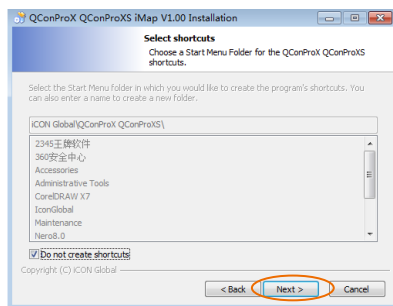 QConProX QConProXS iMap V1.00 Installation
Select shortcuts
Choose a Start Menu Folder for the QConProX QConProXS
shortcuts.
Select the Start Menu folder in which you would like to create the program's shortcuts. You
can also enter a name to create a new folder.
iCON Global\QConProX QConProXS\
2345王牌软件
360安全中心
Accessories
Administrative Tools
CorelDRAW X7
IconGlobal
Maintenance
Nero8.0
Do not create shortcuts
Copyright (C) iCON Global
< Back
Next >
Cancel